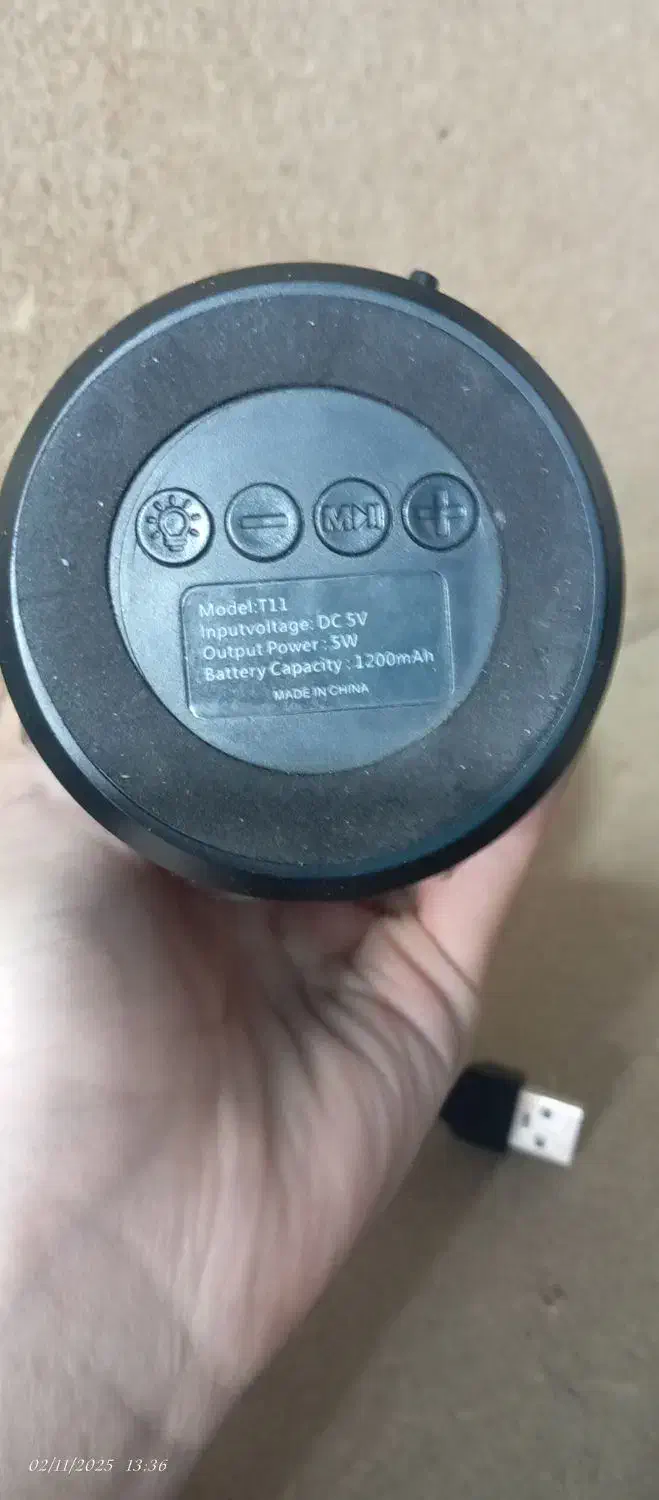 M
Model:T11
Inputvoltage: DC 5V
Output Power : 5W
Battery Capacity : 1200mAh
MADE IN CHINA
02/11/2025 13:36